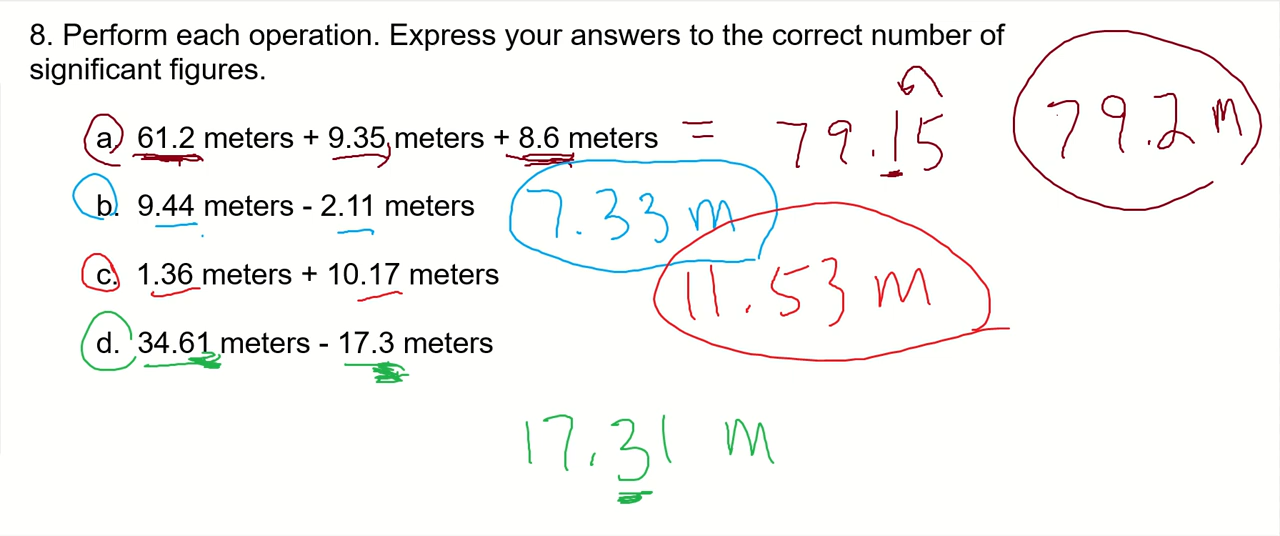 8. Perform each operation. Express your answers to the correct number of
significant figures.
a. 61.2 meters + 9.35 meters + 8.6 meters = 79.15 79.2 m
b. 9.44 meters - 2.11 meters 7.33 m
c. 1.36 meters + 10.17 meters 11.53 m
d. 34.61 meters - 17.3 meters
17.31 m